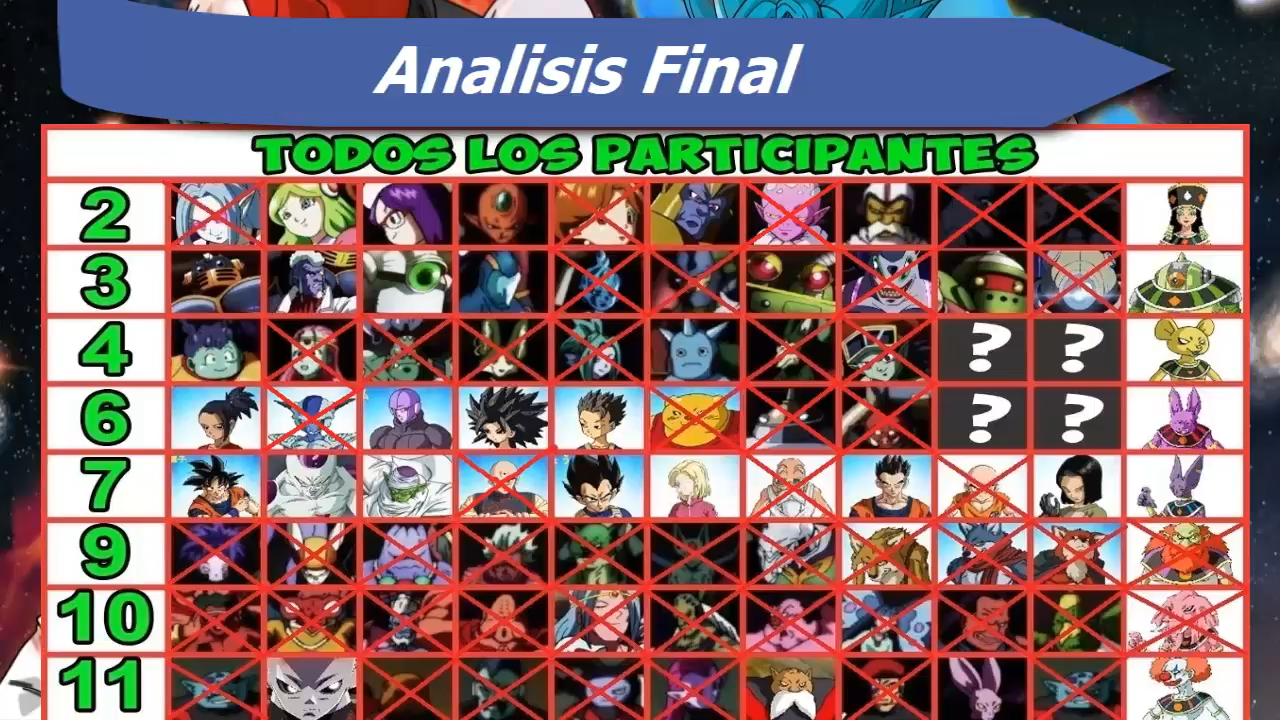 Analisis Final
TODOS LOS PARTICIPANTES
2
3
4 ? ?
6 ? ?
7
9
10
11